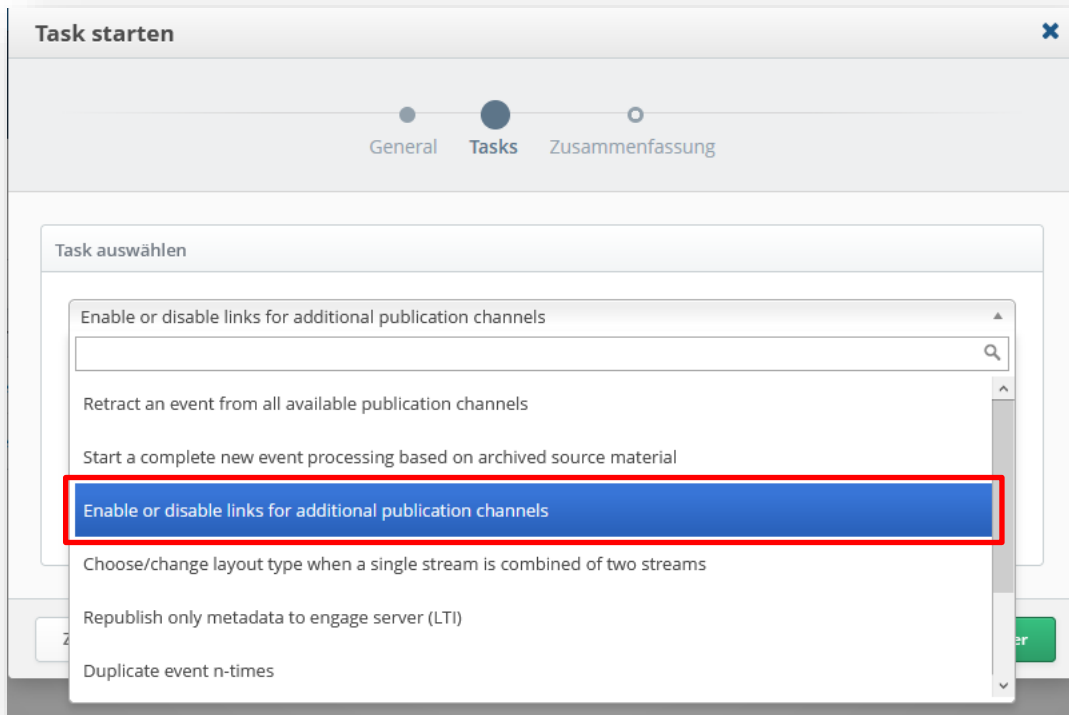 Task starten
General
Tasks
Zusammenfassung
Task auswählen
Enable or disable links for additional publication channels
Retract an event from all available publication channels
Start a complete new event processing based on archived source material
Enable or disable links for additional publication channels
Choose/change layout type when a single stream is combined of two streams
Republish only metadata to engage server (LTI)
Duplicate event n-times